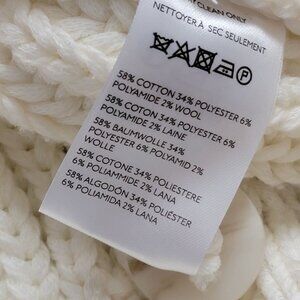 CLEAN ONLY
NETTOYER À SEC SEULEMENT
P
58% COTTON 34% POLYESTER 6%
POLYAMIDE 2% WOOL
58% COTON 34% POLYESTER 6%
POLYAMIDE 2% LAINE
58% BAUMWOLLE 34%
POLYESTER 6% POLYAMID 2%
WOLLE
58% COTONE 34% POLIESTERE
6% POLIAMMIDE 2% LANA
58% ALGODÓN 34% POLIÉSTER
6% POLIAMIDA 2% LANA